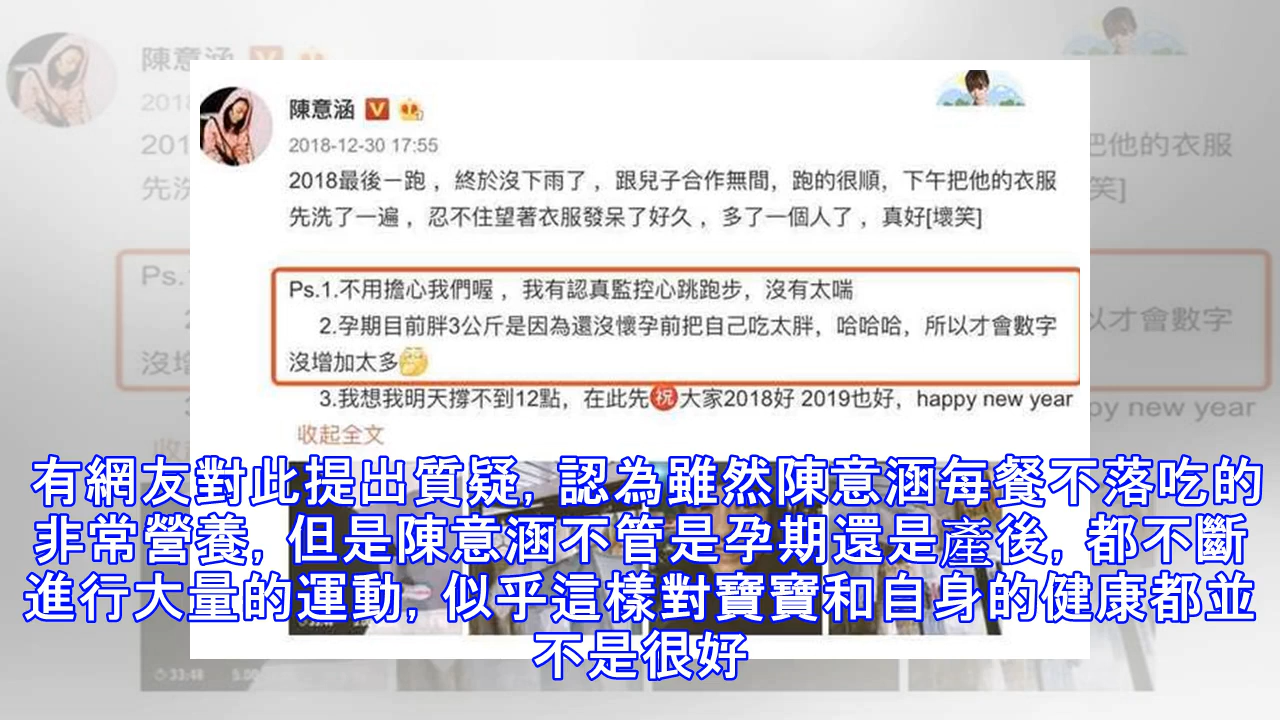 陳意涵
2018-12-30 17:55
2018最後一跑，終於沒下雨了，跟兒子合作無間，跑的很順，下午把他的衣服
先洗了一遍，忍不住望著衣服發呆了好久，多了一個人了，真好[壞笑]
Ps.1.不用擔心我們喔，我有認真監控心跳跑步，沒有太喘
2.孕期目前胖3公斤是因為還沒懷孕前把自己吃太胖，哈哈哈，所以才會數字
沒增加太多
3.我想我明天撐不到12點，在此先祝大家2018好 2019也好，happy new year
收起全文
有網友對此提出質疑,認為雖然陳意涵每餐不落吃的
非常營養,但是陳意涵不管是孕期還是產後,都不斷
進行大量的運動,似乎這樣對寶寶和自身的健康都並
不是很好